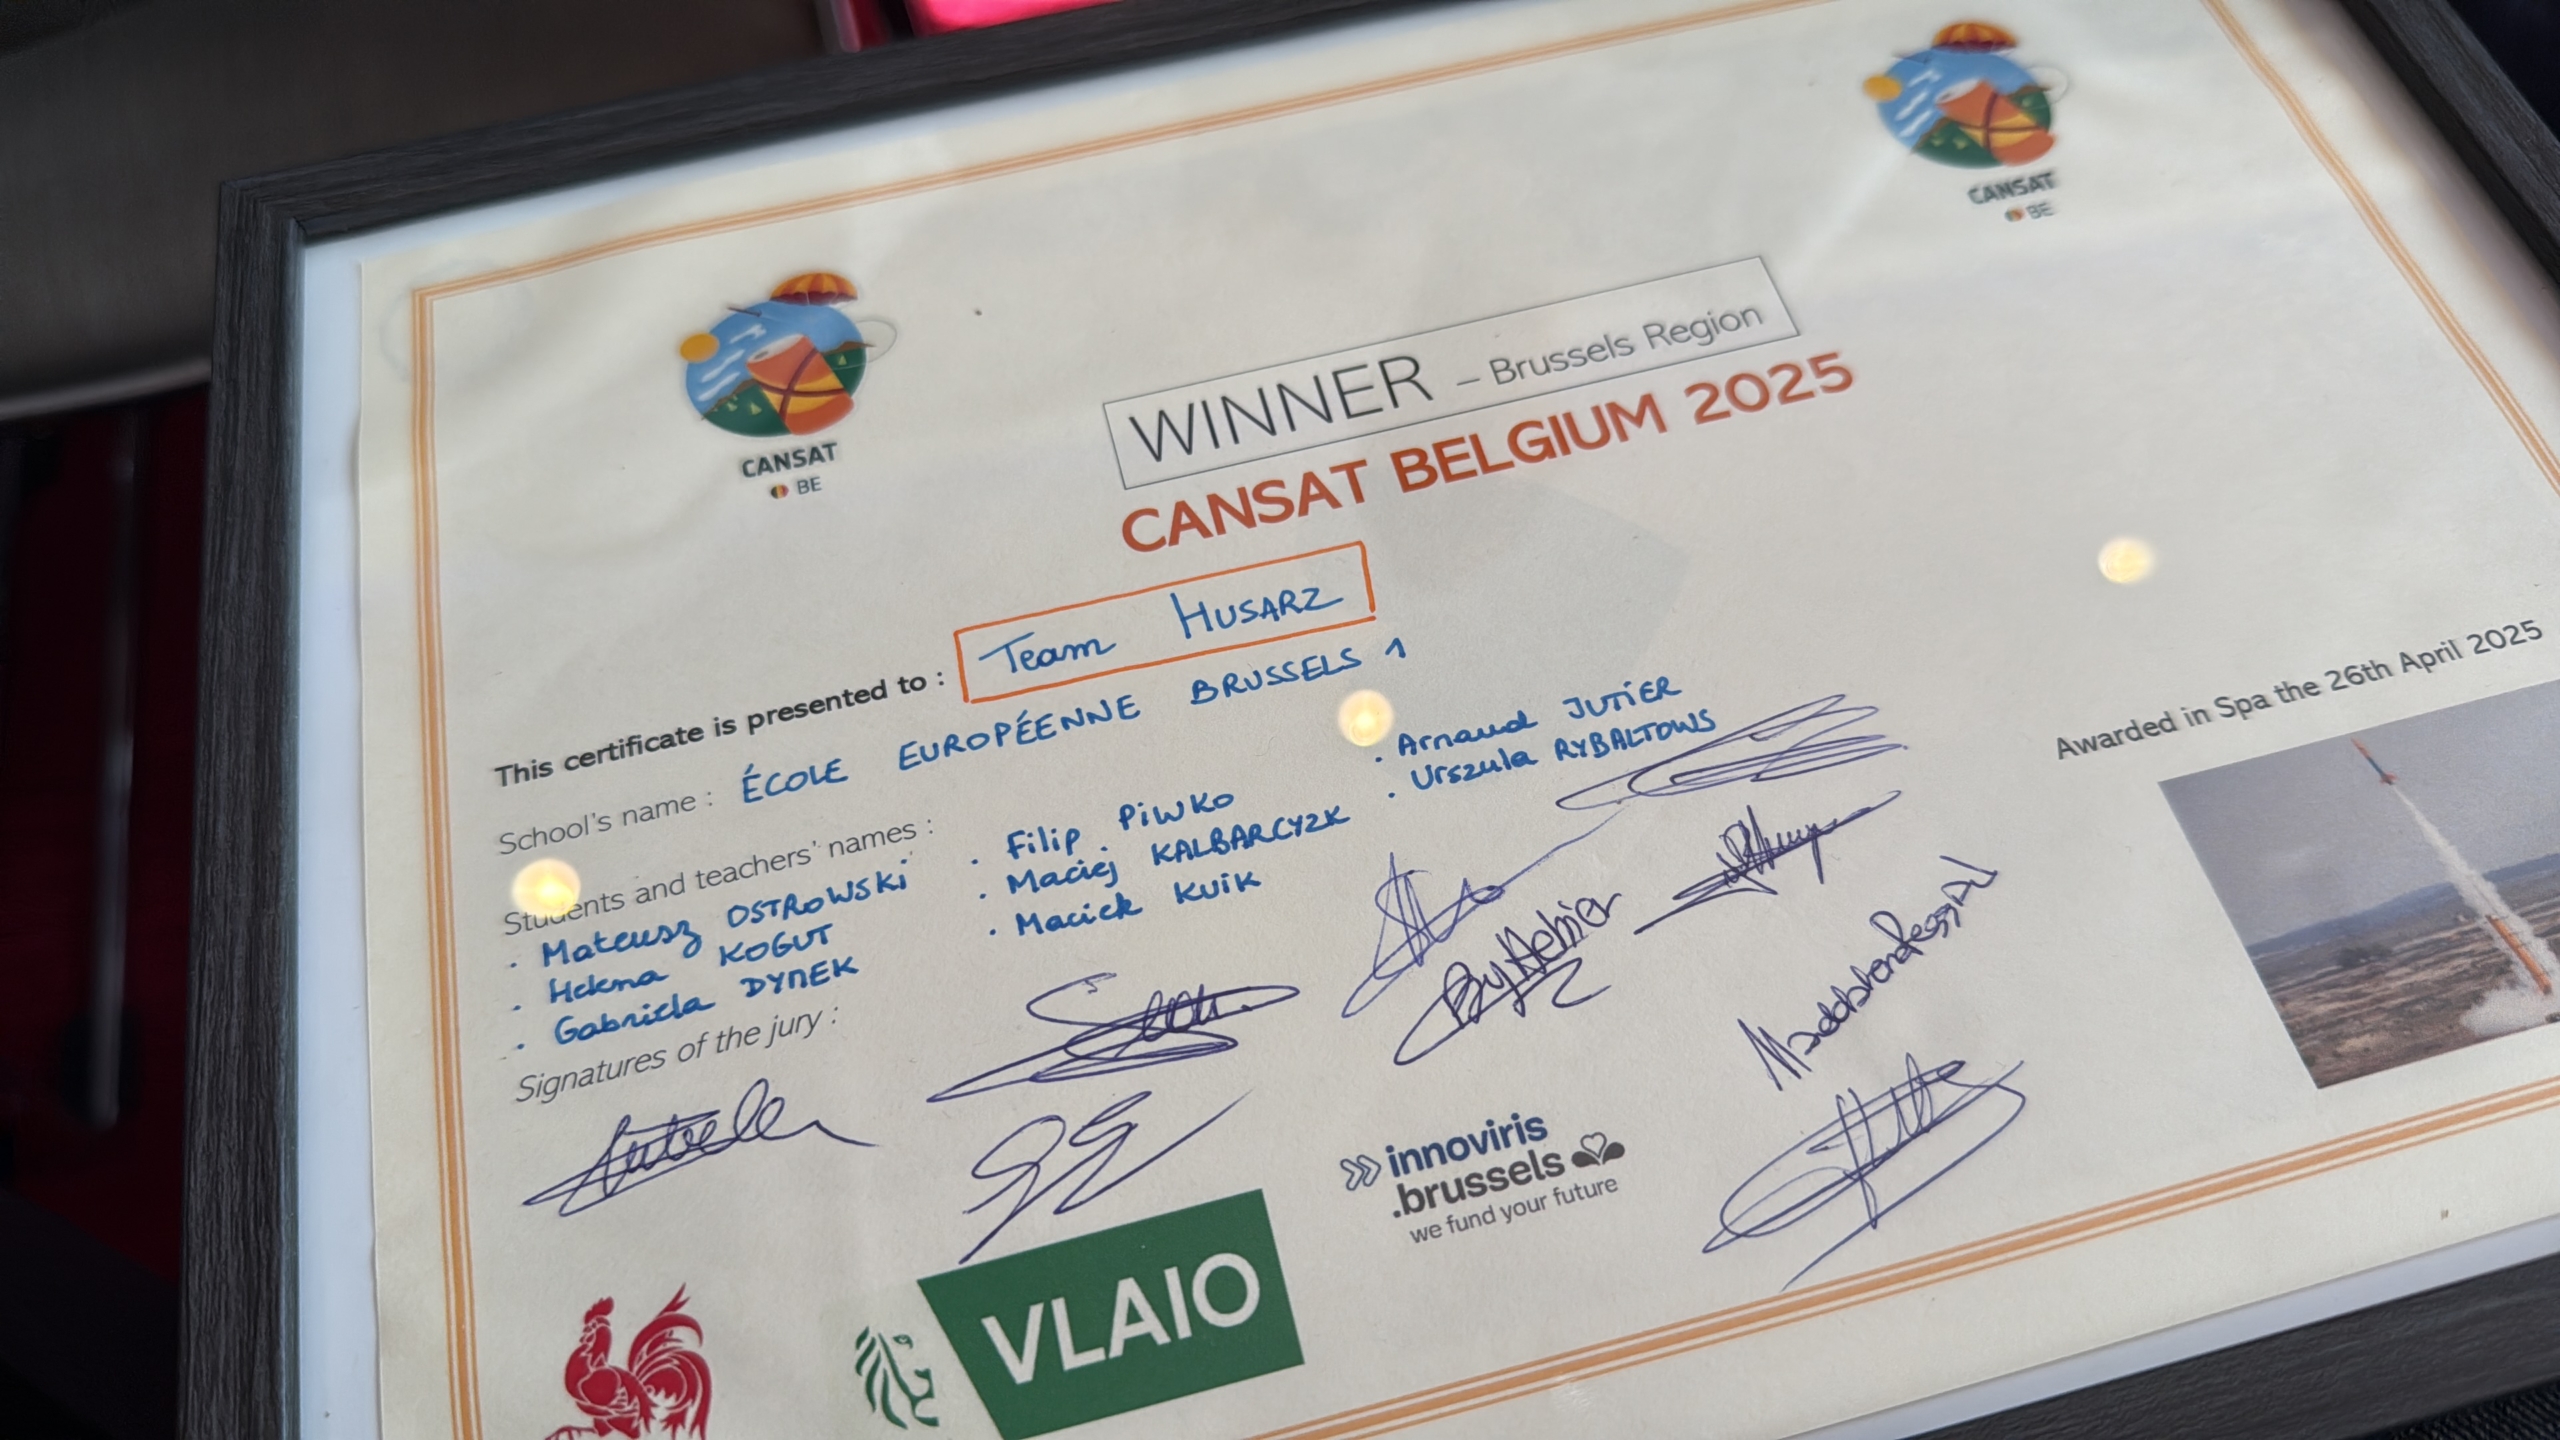 CANSAT
BE
CANSAT
BE
WINNER – Brussels Region
CANSAT BELGIUM 2025
This certificate is presented to : Team HUSARZ
School's name : ÉCOLE EUROPÉENNE BRUSSELS 1
Students and teachers' names :
. Mateusz OSTROWSKi
. Helena KOGUT
. Gabriela DYNEK
. Filip PiWKO
. Maciej KALBARCYZK
. Maciek KUiK
. Arnaud JUTiER
. Urszula RYBALTOWS
Awarded in Spa the 26th April 2025
Signatures of the jury :
innoviris
.brussels
we fund your future
VLAIO